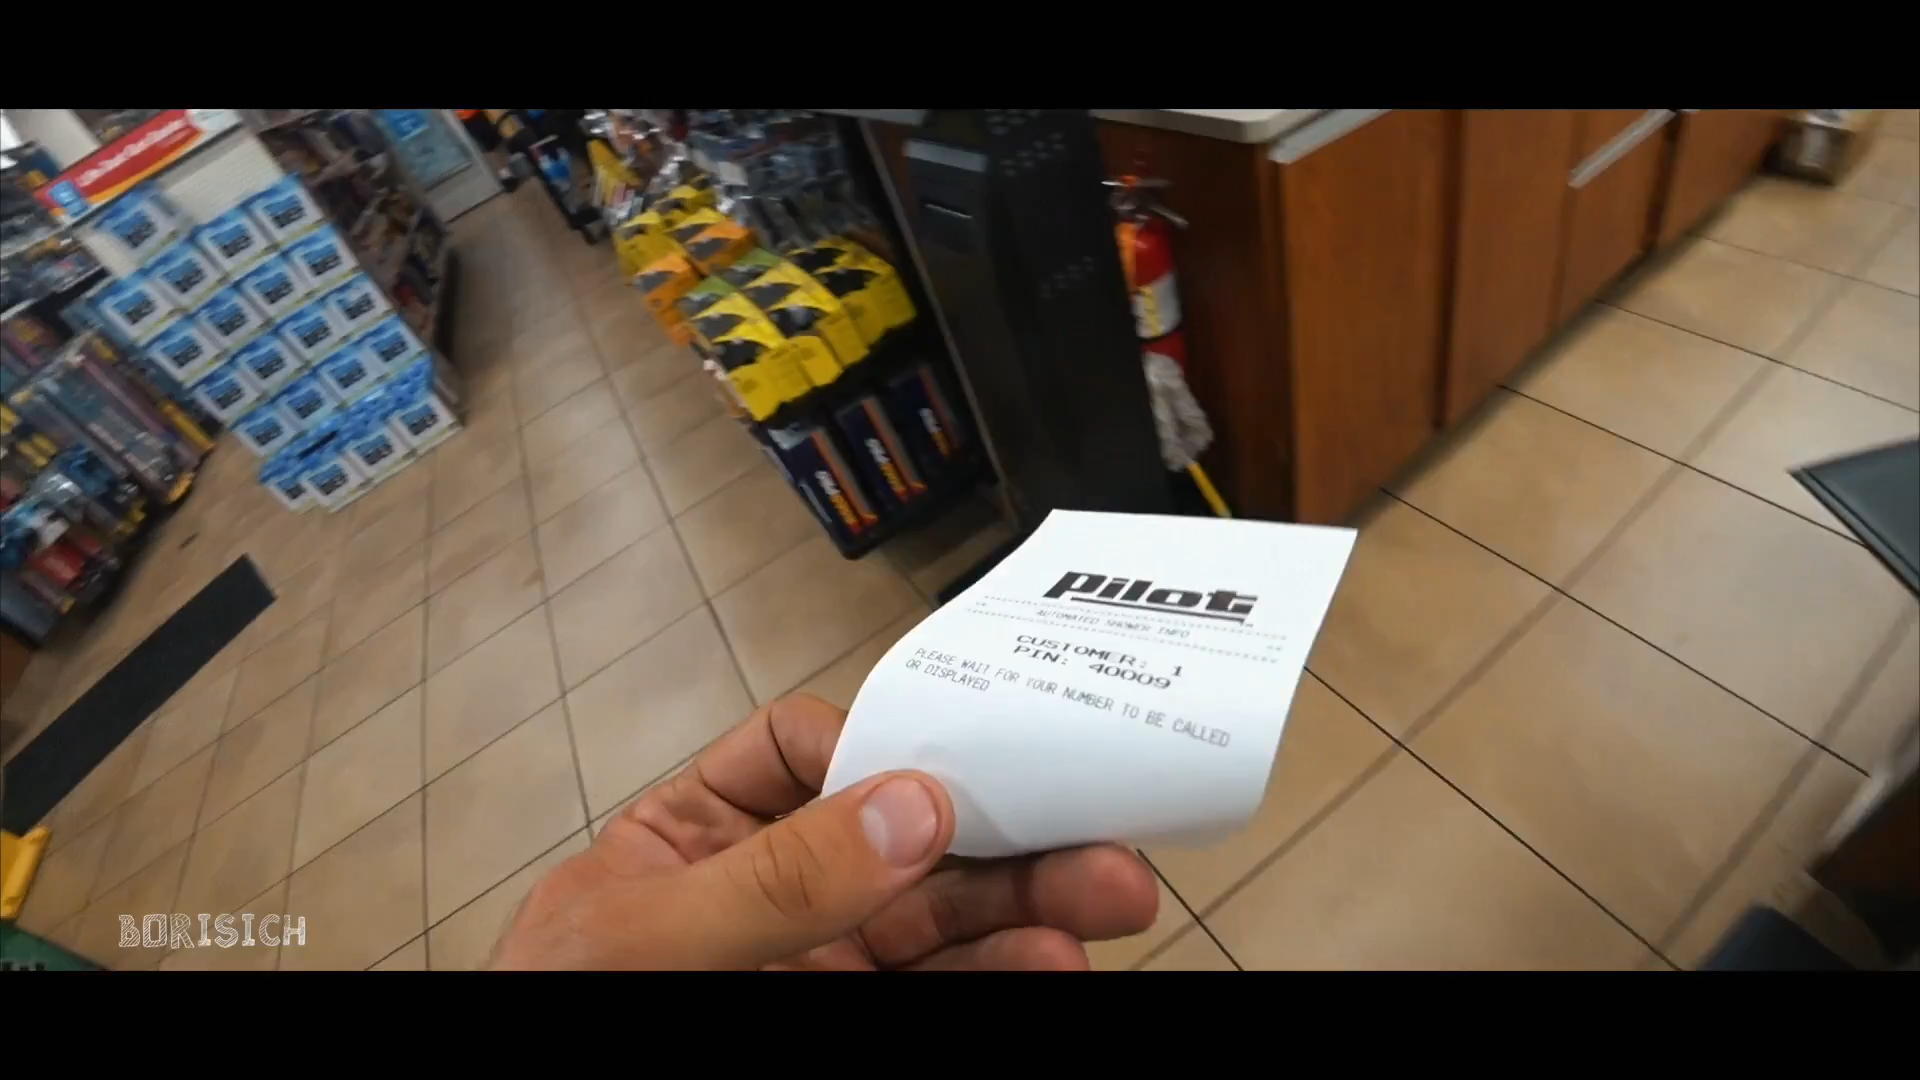 Pilot
AUTOMATED SHOWER INFO
CUSTOMER: 1
PIN: 40009
PLEASE WAIT FOR YOUR NUMBER TO BE CALLED
OR DISPLAYED
BORISICH